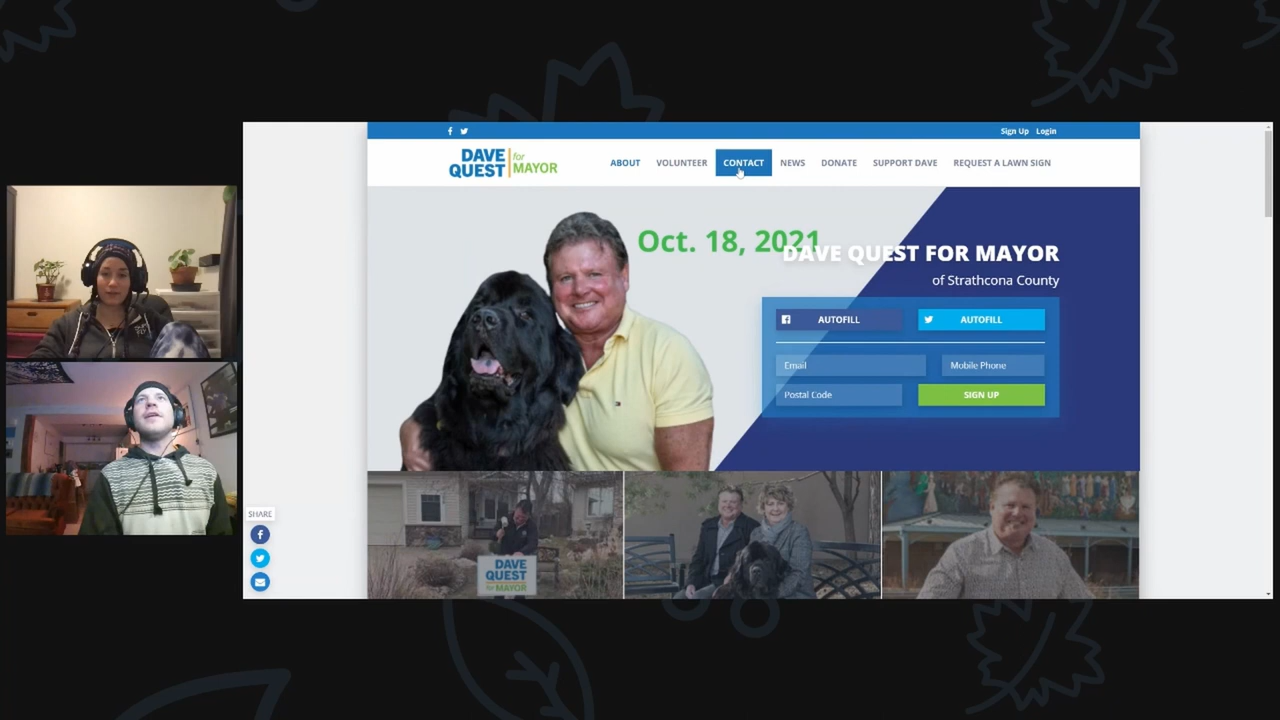 Sign Up Login
DAVE QUEST for MAYOR
ABOUT VOLUNTEER CONTACT NEWS DONATE SUPPORT DAVE REQUEST A LAWN SIGN
Oct. 18, 2021
DAVE QUEST FOR MAYOR
of Strathcona County
AUTOFILL AUTOFILL
Email Mobile Phone
Postal Code SIGN UP
SHARE
DAVE
QUEST
for MAYOR